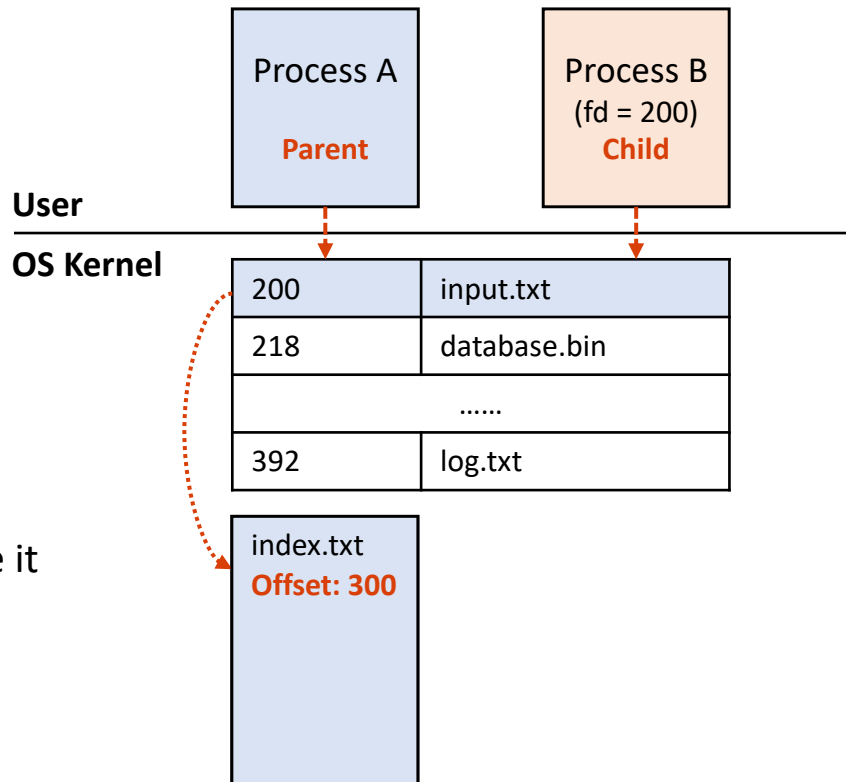 Process A
Parent
Process B
(fd = 200)
Child
User
OS Kernel
200 input.txt
218 database.bin
......
392 log.txt
e it
index.txt
Offset: 300